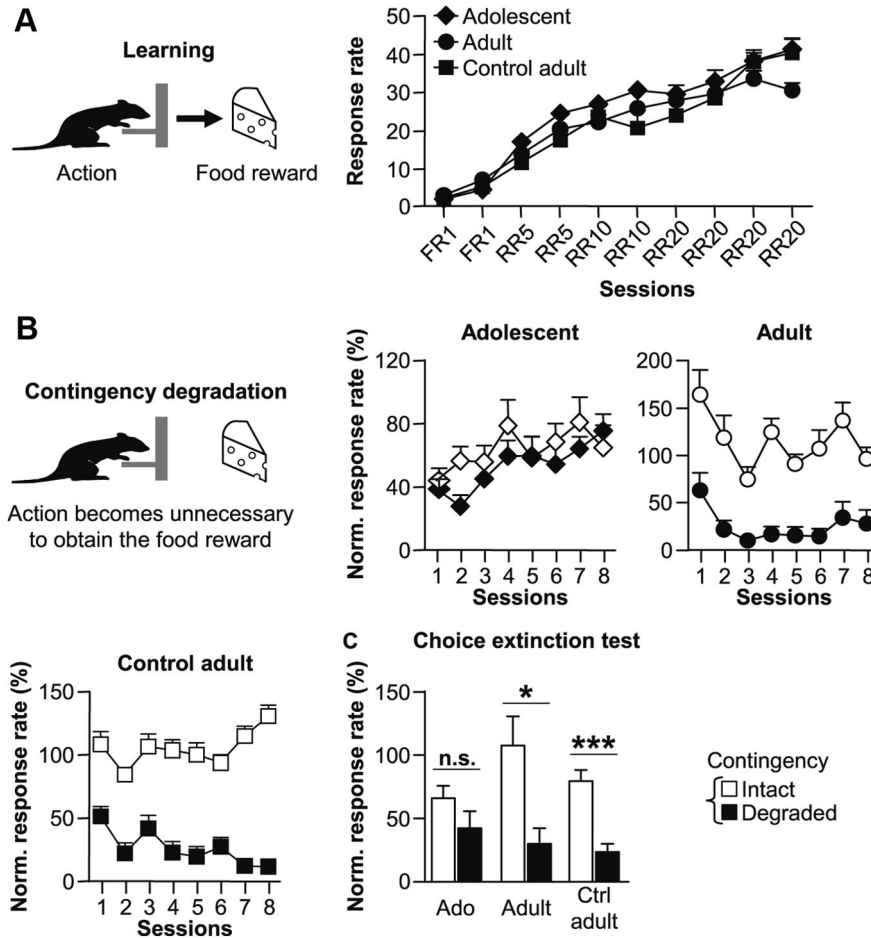 A
Learning
Action
Food reward
Response rate
50
40
30
20
10
0
Adolescent
Adult
Control adult
FR1
FR1
RR5
RR5
RR10
RR10
RR20
RR20
RR20
RR20
Sessions
B
Contingency degradation
Action becomes unnecessary
to obtain the food reward
Adolescent
Norm. response rate (%)
120
80
40
0
1 2 3 4 5 6 7 8
Sessions
Adult
200
150
100
50
0
1 2 3 4 5 6 7 8
Sessions
Control adult
Norm. response rate (%)
150
100
50
0
1 2 3 4 5 6 7 8
Sessions
C
Choice extinction test
Norm. response rate (%)
150
100
50
0
n.s.
*
***
Ado
Adult
Ctrl
adult
Contingency
Intact
Degraded